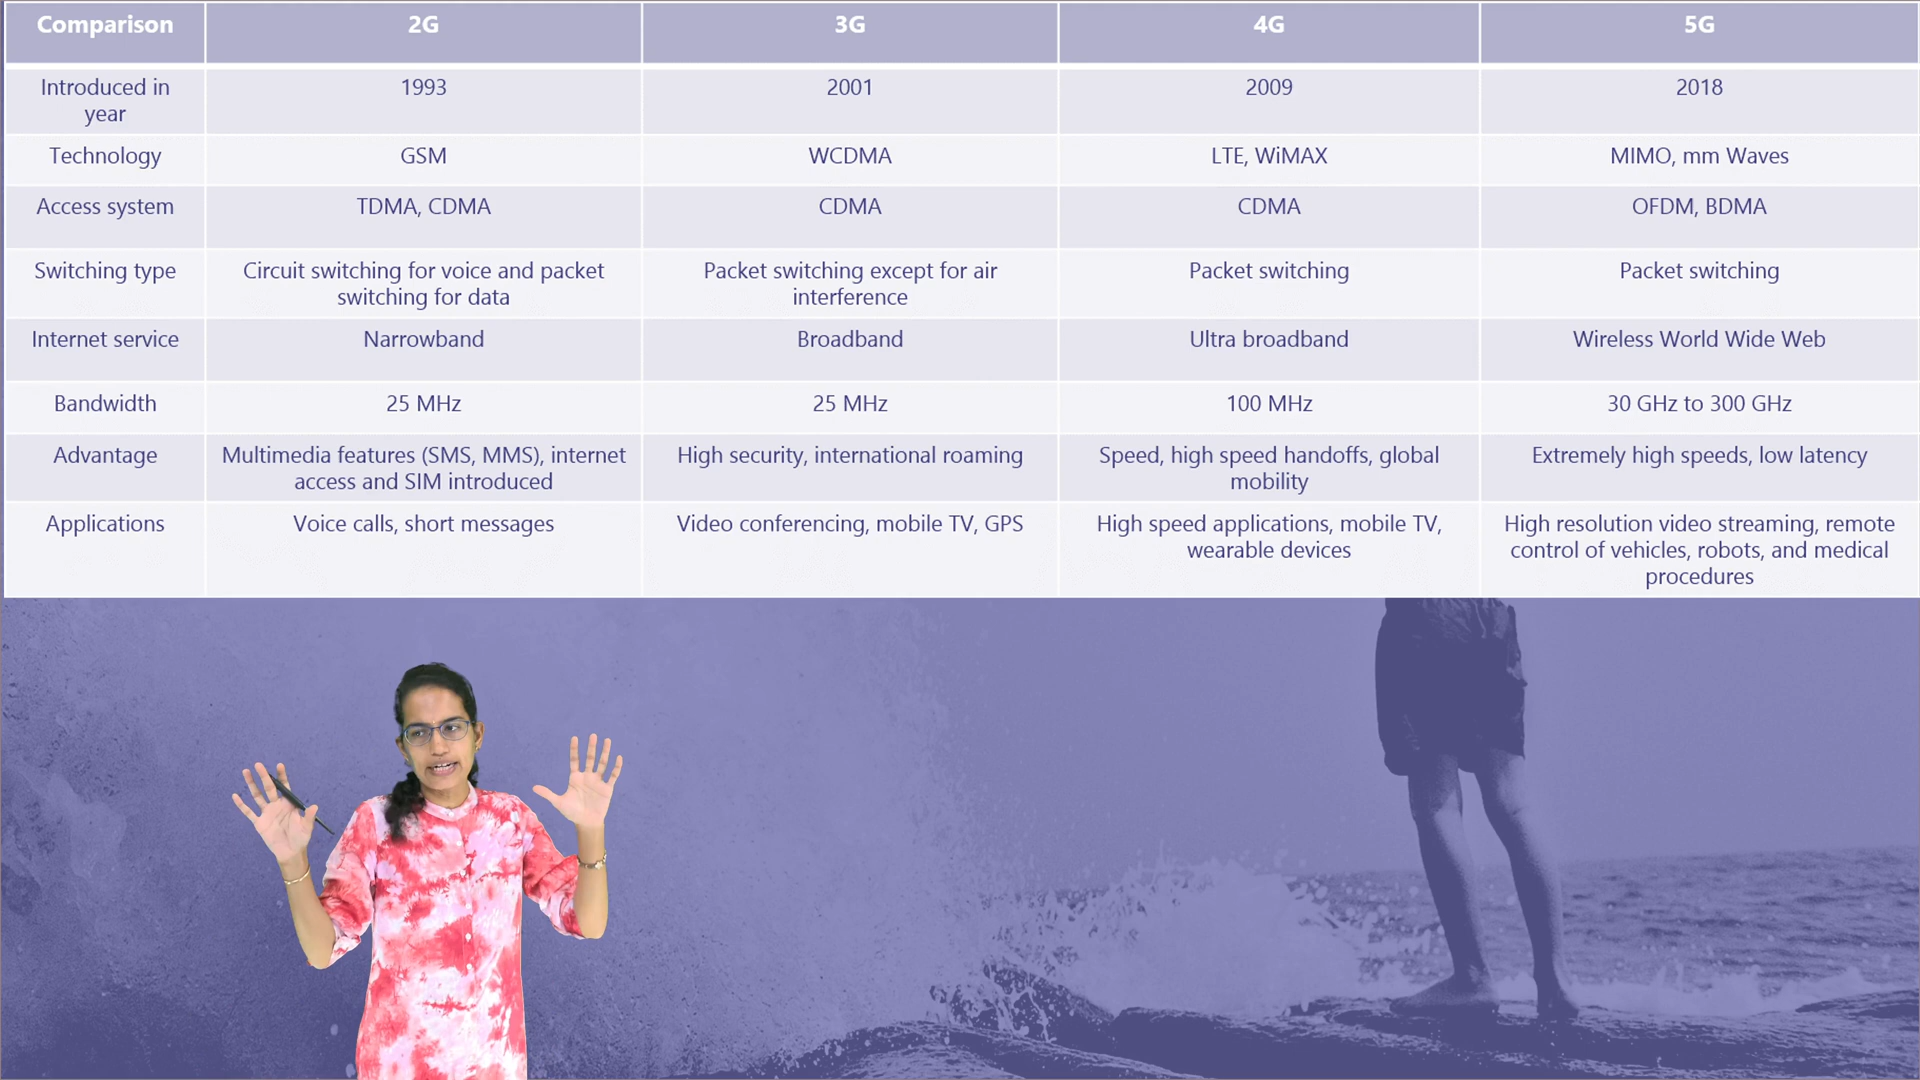 Comparison 2G 3G 4G 5G
Introduced in year 1993 2001 2009 2018
Technology GSM WCDMA LTE, WiMAX MIMO, mm Waves
Access system TDMA, CDMA CDMA CDMA OFDM, BDMA
Switching type Circuit switching for voice and packet switching for data Packet switching except for air interference Packet switching Packet switching
Internet service Narrowband Broadband Ultra broadband Wireless World Wide Web
Bandwidth 25 MHz 25 MHz 100 MHz 30 GHz to 300 GHz
Advantage Multimedia features (SMS, MMS), internet access and SIM introduced High security, international roaming Speed, high speed handoffs, global mobility Extremely high speeds, low latency
Applications Voice calls, short messages Video conferencing, mobile TV, GPS High speed applications, mobile TV, wearable devices High resolution video streaming, remote control of vehicles, robots, and medical procedures